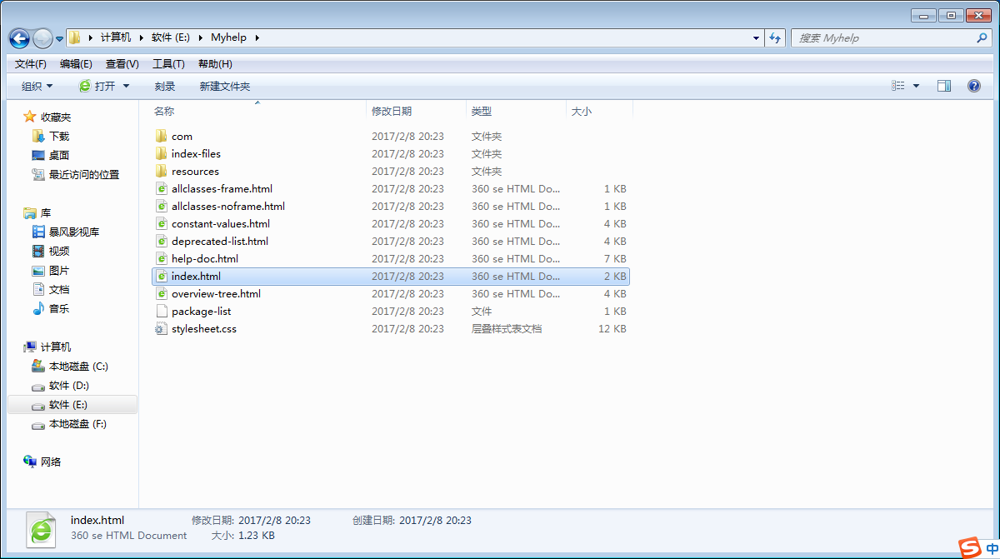 计算机 软件 (E:) Myhelp
搜索 Myhelp
文件(F) 编辑(E) 查看(V) 工具(T) 帮助(H)
组织 打开 刻录 新建文件夹
收藏夹
下载
桌面
最近访问的位置
库
暴风影视库
视频
图片
文档
音乐
计算机
本地磁盘 (C:)
软件 (D:)
软件 (E:)
本地磁盘 (F:)
网络
名称 修改日期 类型 大小
com 2017/2/8 20:23 文件夹
index-files 2017/2/8 20:23 文件夹
resources 2017/2/8 20:23 文件夹
allclasses-frame.html 2017/2/8 20:23 360 se HTML Do... 1 KB
allclasses-noframe.html 2017/2/8 20:23 360 se HTML Do... 1 KB
constant-values.html 2017/2/8 20:23 360 se HTML Do... 4 KB
deprecated-list.html 2017/2/8 20:23 360 se HTML Do... 4 KB
help-doc.html 2017/2/8 20:23 360 se HTML Do... 7 KB
index.html 2017/2/8 20:23 360 se HTML Do... 2 KB
overview-tree.html 2017/2/8 20:23 360 se HTML Do... 4 KB
package-list 2017/2/8 20:23 文件 1 KB
stylesheet.css 2017/2/8 20:23 层叠样式表文档 12 KB
index.html 修改日期: 2017/2/8 20:23 创建日期: 2017/2/8 20:23
360 se HTML Document 大小: 1.23 KB
中